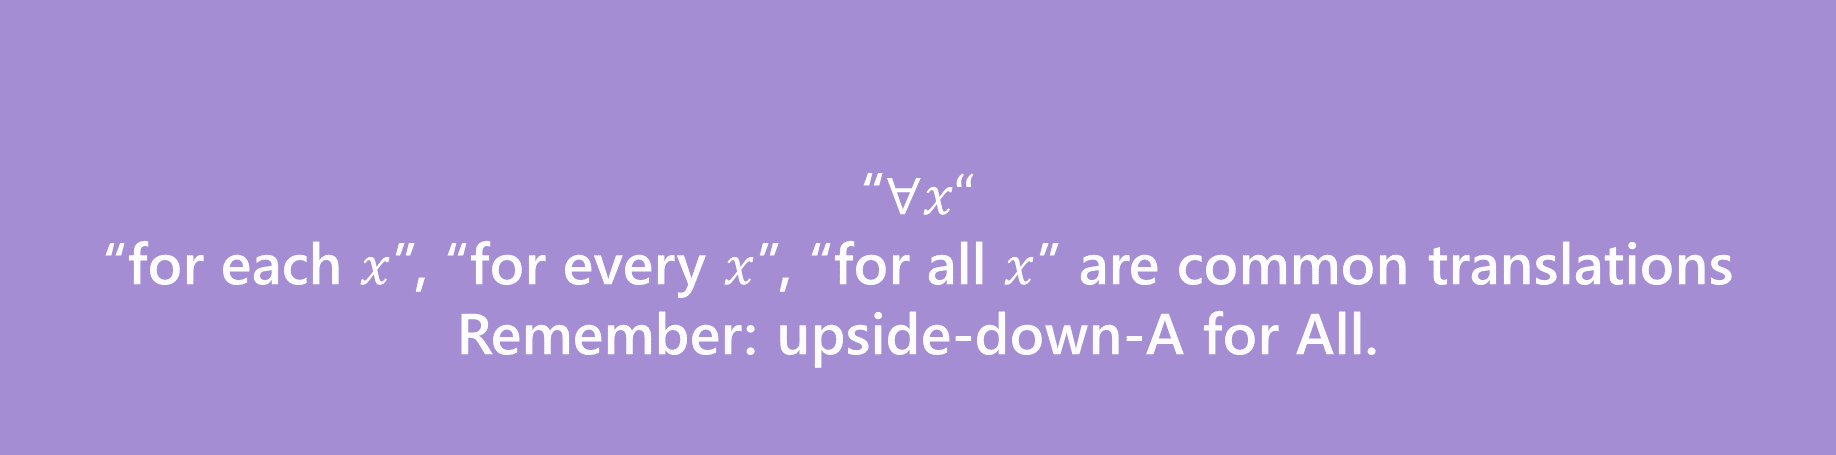 “∀𝑥“
“for each 𝑥”, “for every 𝑥”, “for all 𝑥” are common translations
Remember: upside-down-A for All.